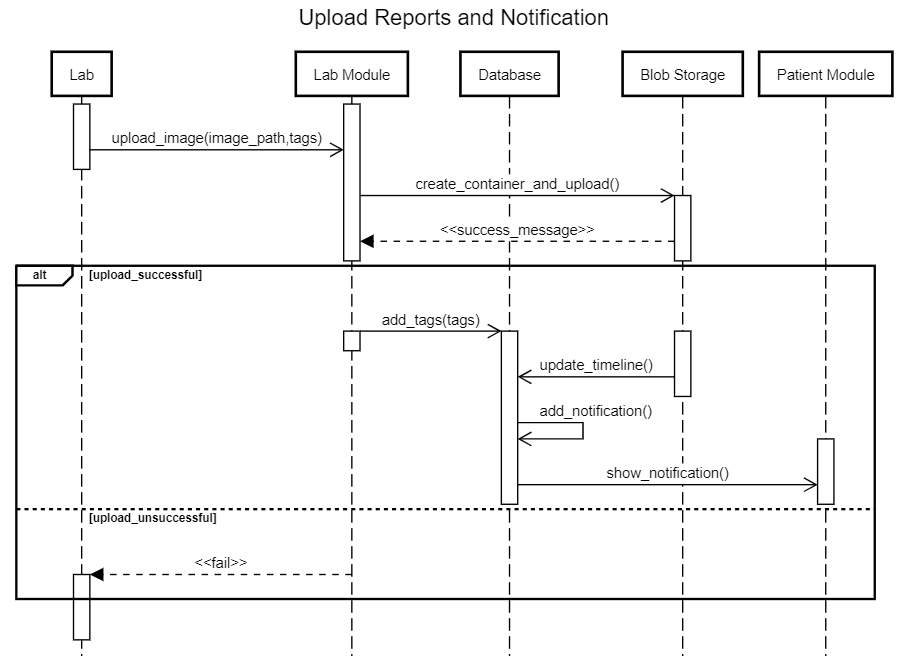 Upload Reports and Notification
Lab
Lab Module
Database
Blob Storage
Patient Module
upload_image(image_path,tags)
create_container_and_upload()
<<success_message>>
alt
[upload_successful]
add_tags(tags)
update_timeline()
add_notification()
show_notification()
[upload_unsuccessful]
<<fail>>